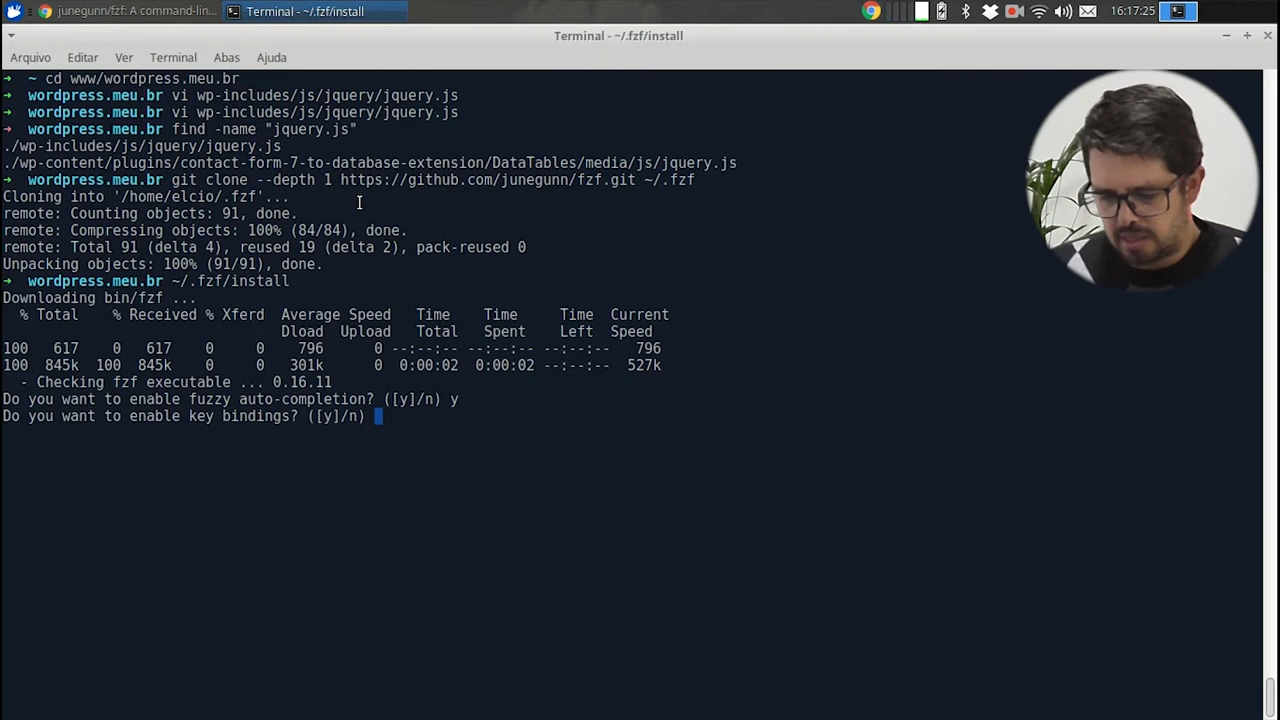 junegunn/fzf: A command-lin...
Terminal - ~/.fzf/install
16:17:25
Terminal - ~/.fzf/install
Arquivo Editar Ver Terminal Abas Ajuda
➜ ~ cd www/wordpress.meu.br
➜ wordpress.meu.br vi wp-includes/js/jquery/jquery.js
➜ wordpress.meu.br vi wp-includes/js/jquery/jquery.js
➜ wordpress.meu.br find -name "jquery.js"
./wp-includes/js/jquery/jquery.js
./wp-content/plugins/contact-form-7-to-database-extension/DataTables/media/js/jquery.js
➜ wordpress.meu.br git clone --depth 1 https://github.com/junegunn/fzf.git ~/.fzf
Cloning into '/home/elcio/.fzf'...
remote: Counting objects: 91, done.
remote: Compressing objects: 100% (84/84), done.
remote: Total 91 (delta 4), reused 19 (delta 2), pack-reused 0
Unpacking objects: 100% (91/91), done.
➜ wordpress.meu.br ~/.fzf/install
Downloading bin/fzf ...
% Total % Received % Xferd Average Speed Time Time Time Current
Dload Upload Total Spent Left Speed
100 617 0 617 0 0 796 0 --:--:-- --:--:-- --:--:-- 796
100 845k 100 845k 0 0 301k 0 0:00:02 0:00:02 --:--:-- 527k
- Checking fzf executable ... 0.16.11
Do you want to enable fuzzy auto-completion? ([y]/n) y
Do you want to enable key bindings? ([y]/n)